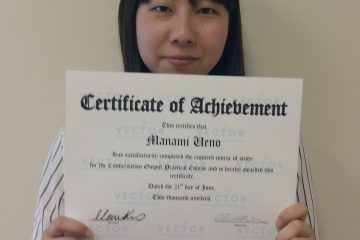 Certificate of Achievement
This certifies that
Manami Ueno
Has satisfactorily completed the required course of study
for the Conversation Output Practical Course and is hereby awarded this
certificate.
Dated the 21st day of June,
Two thousand nineteen
VECTOR